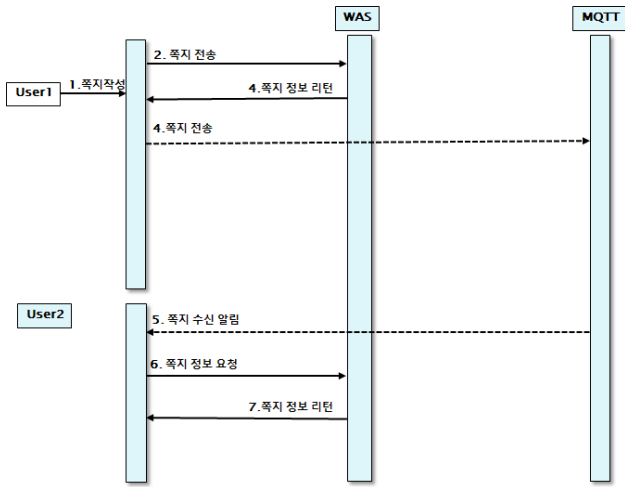 WAS
MQTT
2. 쪽지 전송
User1
1.쪽지작성
4.쪽지 정보 리턴
4.쪽지 전송
User2
5. 쪽지 수신 알림
6. 쪽지 정보 요청
7.쪽지 정보 리턴